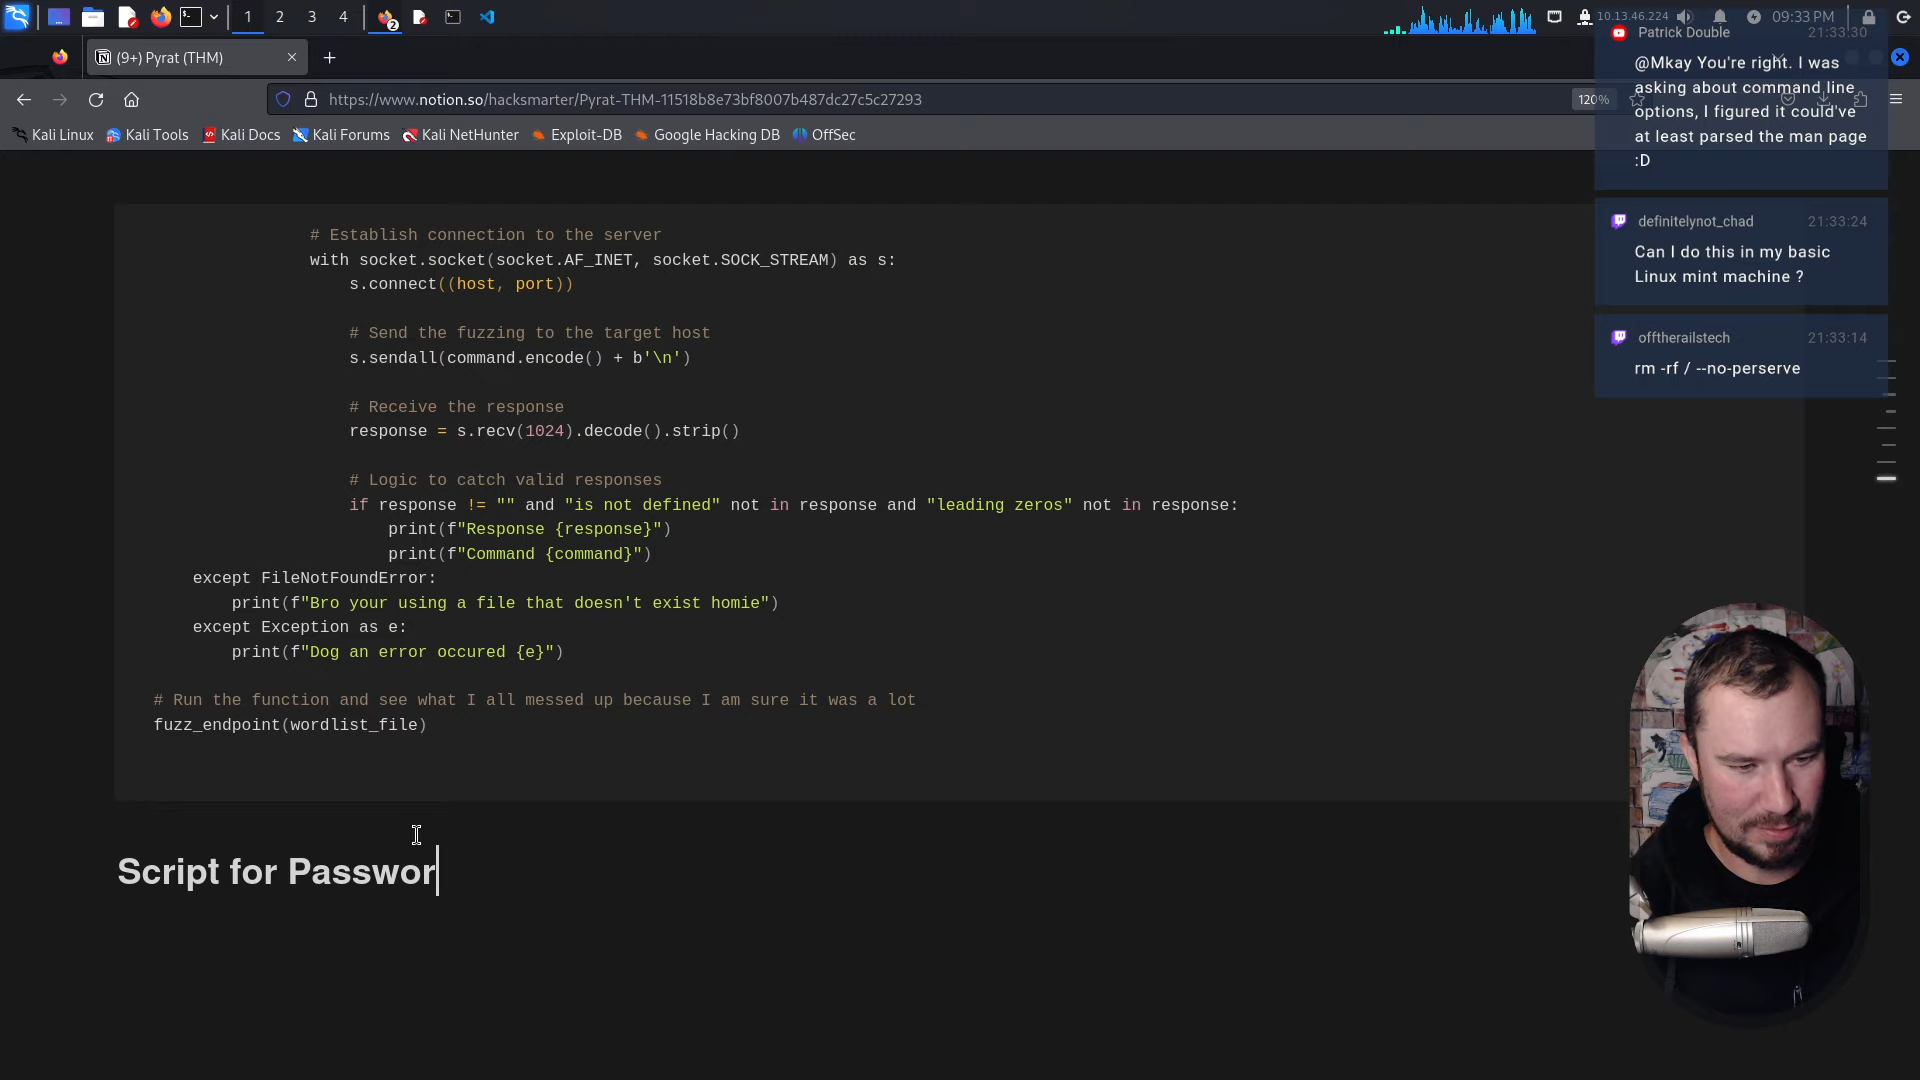 1 2 3 4
2
10.13.46.224
09:33 PM
(9+) Pyrat (THM)
https://www.notion.so/hacksmarter/Pyrat-THM-11518b8e73bf8007b487dc27c5c27293
120%
Kali Linux Kali Tools Kali Docs Kali Forums Kali NetHunter Exploit-DB Google Hacking DB OffSec
# Establish connection to the server
with socket.socket(socket.AF_INET, socket.SOCK_STREAM) as s:
s.connect((host, port))
# Send the fuzzing to the target host
s.sendall(command.encode() + b'\n')
# Receive the response
response = s.recv(1024).decode().strip()
# Logic to catch valid responses
if response != "" and "is not defined" not in response and "leading zeros" not in response:
print(f"Response {response}")
print(f"Command {command}")
except FileNotFoundError:
print(f"Bro your using a file that doesn't exist homie")
except Exception as e:
print(f"Dog an error occured {e}")
# Run the function and see what I all messed up because I am sure it was a lot
fuzz_endpoint(wordlist_file)
Script for Passwor
Patrick Double 21:33:30
@Mkay You're right. I was
asking about command line
options, I figured it could've
at least parsed the man page
:D
definitelynot_chad 21:33:24
Can I do this in my basic
Linux mint machine ?
offtherailstech 21:33:14
rm -rf / --no-perserve